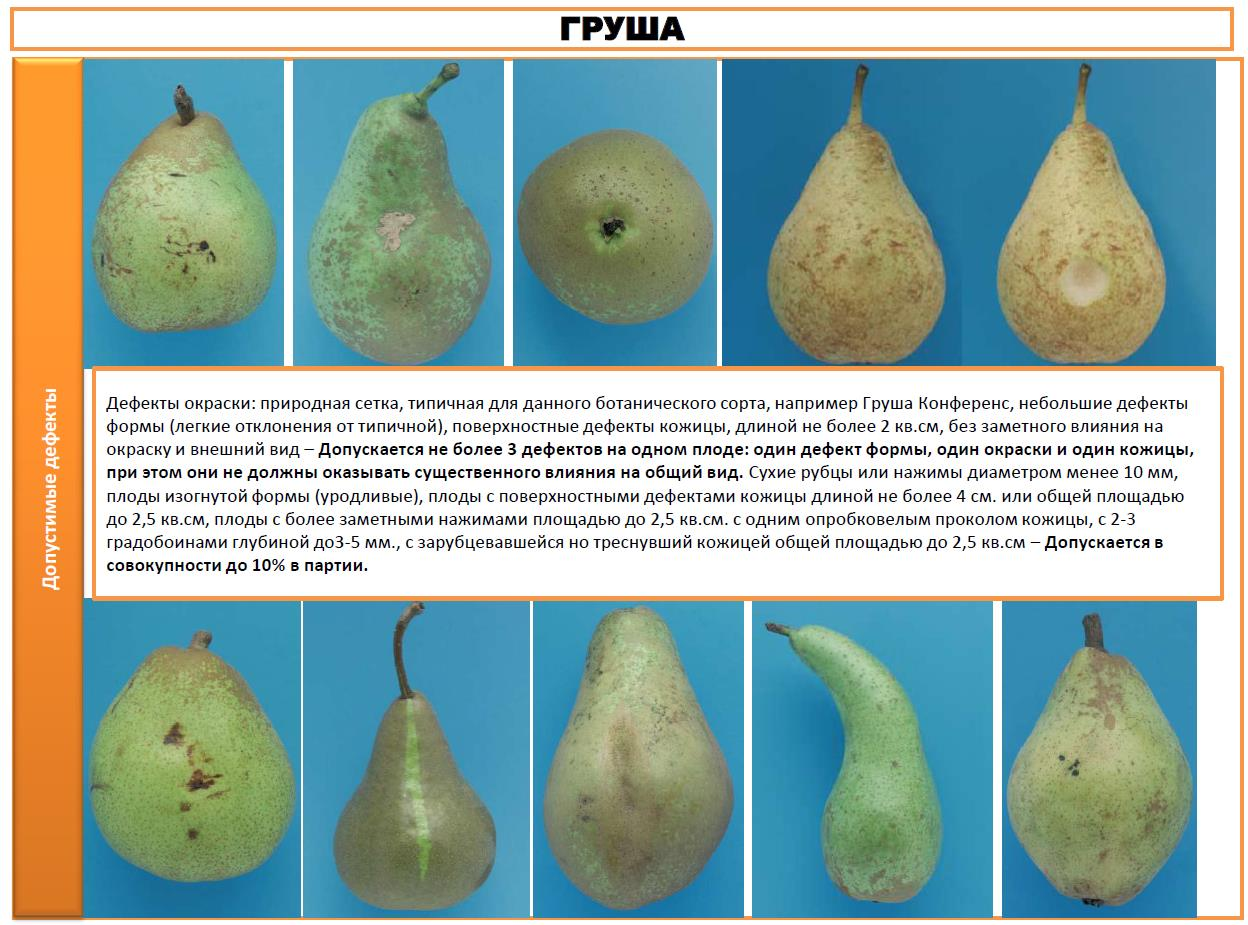 ГРУША
Допустимые дефекты
Дефекты окраски: природная сетка, типичная для данного ботанического сорта, например Груша Конференс, небольшие дефекты
формы (легкие отклонения от типичной), поверхностные дефекты кожицы, длиной не более 2 кв.см, без заметного влияния на
окраску и внешний вид – Допускается не более 3 дефектов на одном плоде: один дефект формы, один окраски и один кожицы,
при этом они не должны оказывать существенного влияния на общий вид. Сухие рубцы или нажимы диаметром менее 10 мм,
плоды изогнутой формы (уродливые), плоды с поверхностными дефектами кожицы длиной не более 4 см. или общей площадью
до 2,5 кв.см, плоды с более заметными нажимами площадью до 2,5 кв.см. с одним опробковелым проколом кожицы, с 2-3
градобоинами глубиной до3-5 мм., с зарубцевавшейся но треснувший кожицей общей площадью до 2,5 кв.см – Допускается в
совокупности до 10% в партии.